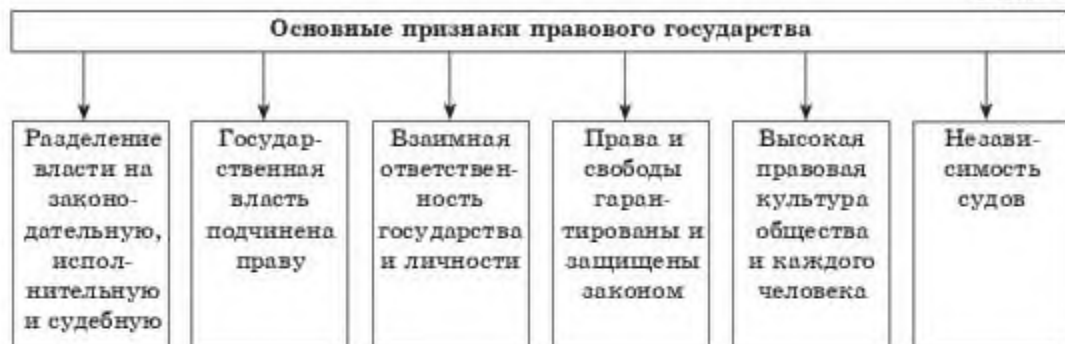 Основные признаки правового государства
Разделение
власти на
законо-
дательную,
испол-
нительную
и судебную
Государ-
ственная
власть
подчинена
праву
Взаимная
ответствен-
ность
государства
и личности
Права и
свободы
гаран-
тированы и
защищены
законом
Высокая
правовая
культура
общества
и каждого
человека
Незави-
симость
судов